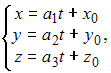 x = a₁t + x₀
y = a₂t + y₀,
z = a₃t + z₀